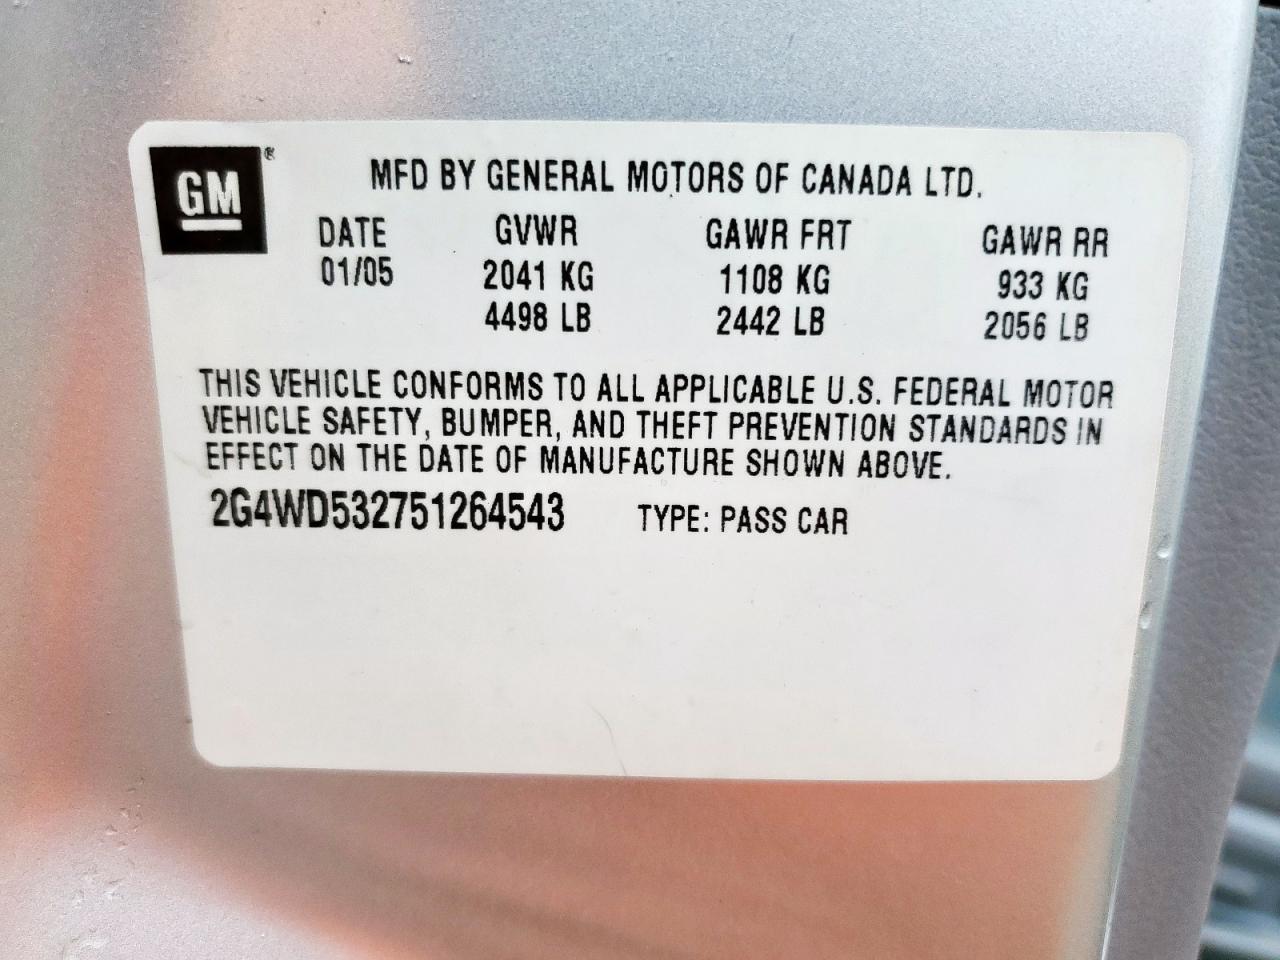 GM®
MFD BY GENERAL MOTORS OF CANADA LTD.
DATE GVWR GAWR FRT GAWR RR
01/05 2041 KG 1108 KG 933 KG
4498 LB 2442 LB 2056 LB
THIS VEHICLE CONFORMS TO ALL APPLICABLE U.S. FEDERAL MOTOR
VEHICLE SAFETY, BUMPER, AND THEFT PREVENTION STANDARDS IN
EFFECT ON THE DATE OF MANUFACTURE SHOWN ABOVE.
2G4WD532751264543 TYPE: PASS CAR